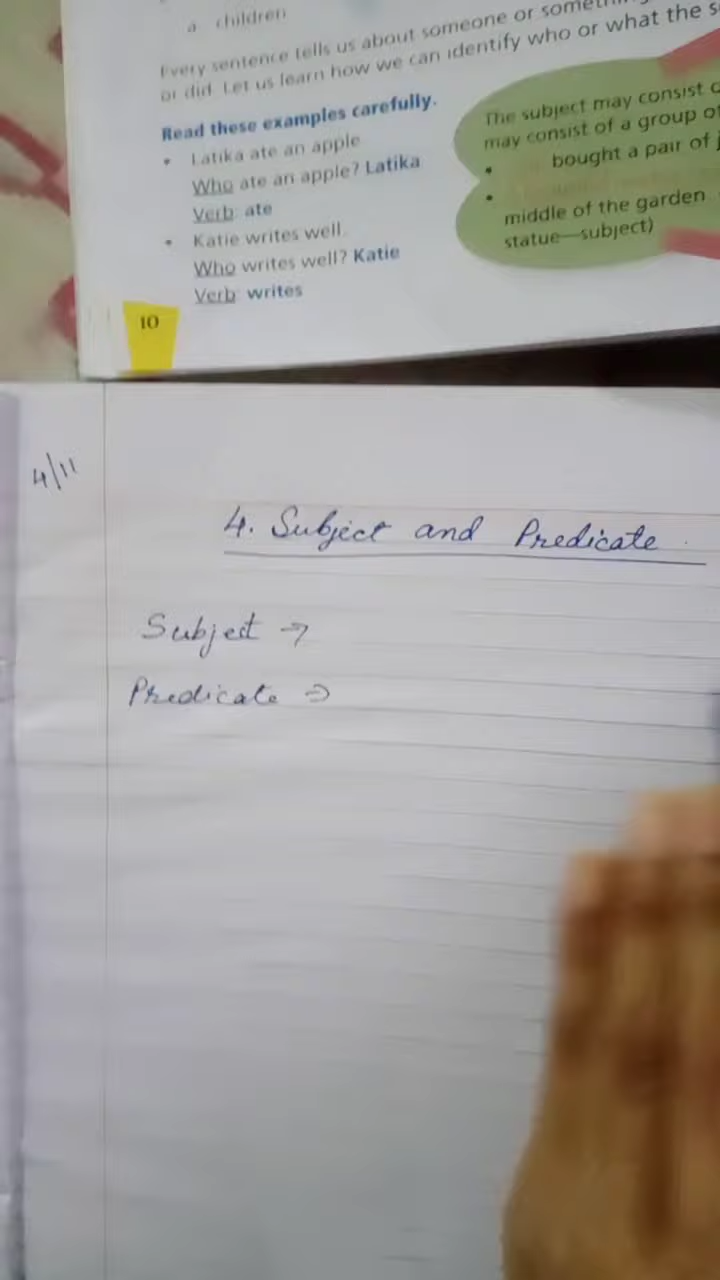 a children
Every sentence tells us about someone or
or did. Let us learn how we can identify who or what the
Read these examples carefully.
• Latika ate an apple
Who ate an apple? Latika
Verb: ate
• Katie writes well.
Who writes well? Katie
Verb: writes
The subject may consist
may consist of a group of
• bought a pair of
•
middle of the garden
statue—subject)
10
4/11
4. Subject and Predicate.
Subject →
Predicate ⇒